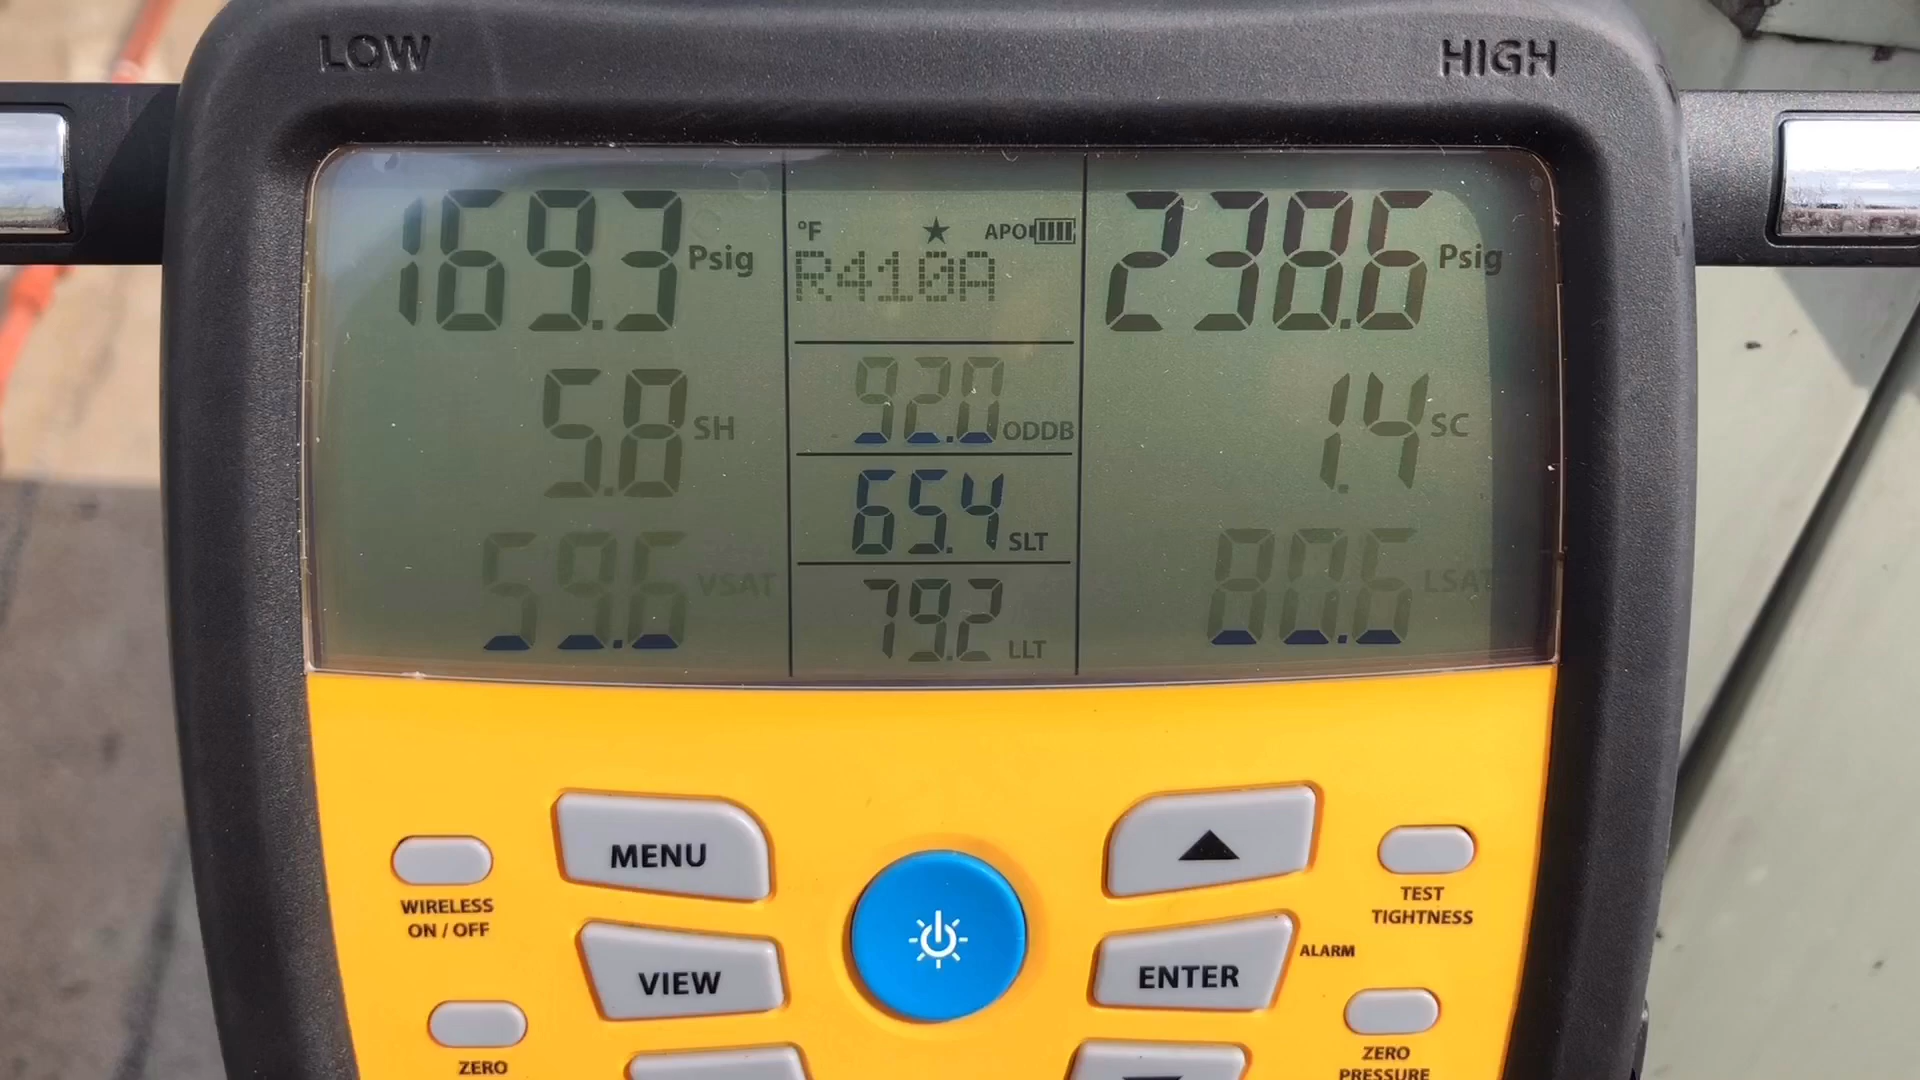 LOW
HIGH
169.3 Psig
°F ★ APO
R410A
238.6 Psig
5.8 SH
92.0 ODDB
1.4 SC
65.4 SLT
59.6 VSAT
79.2 LLT
80.6 LSAT
MENU
WIRELESS
ON / OFF
TEST
TIGHTNESS
VIEW
ENTER
ALARM
ZERO
ZERO
PRESSURE